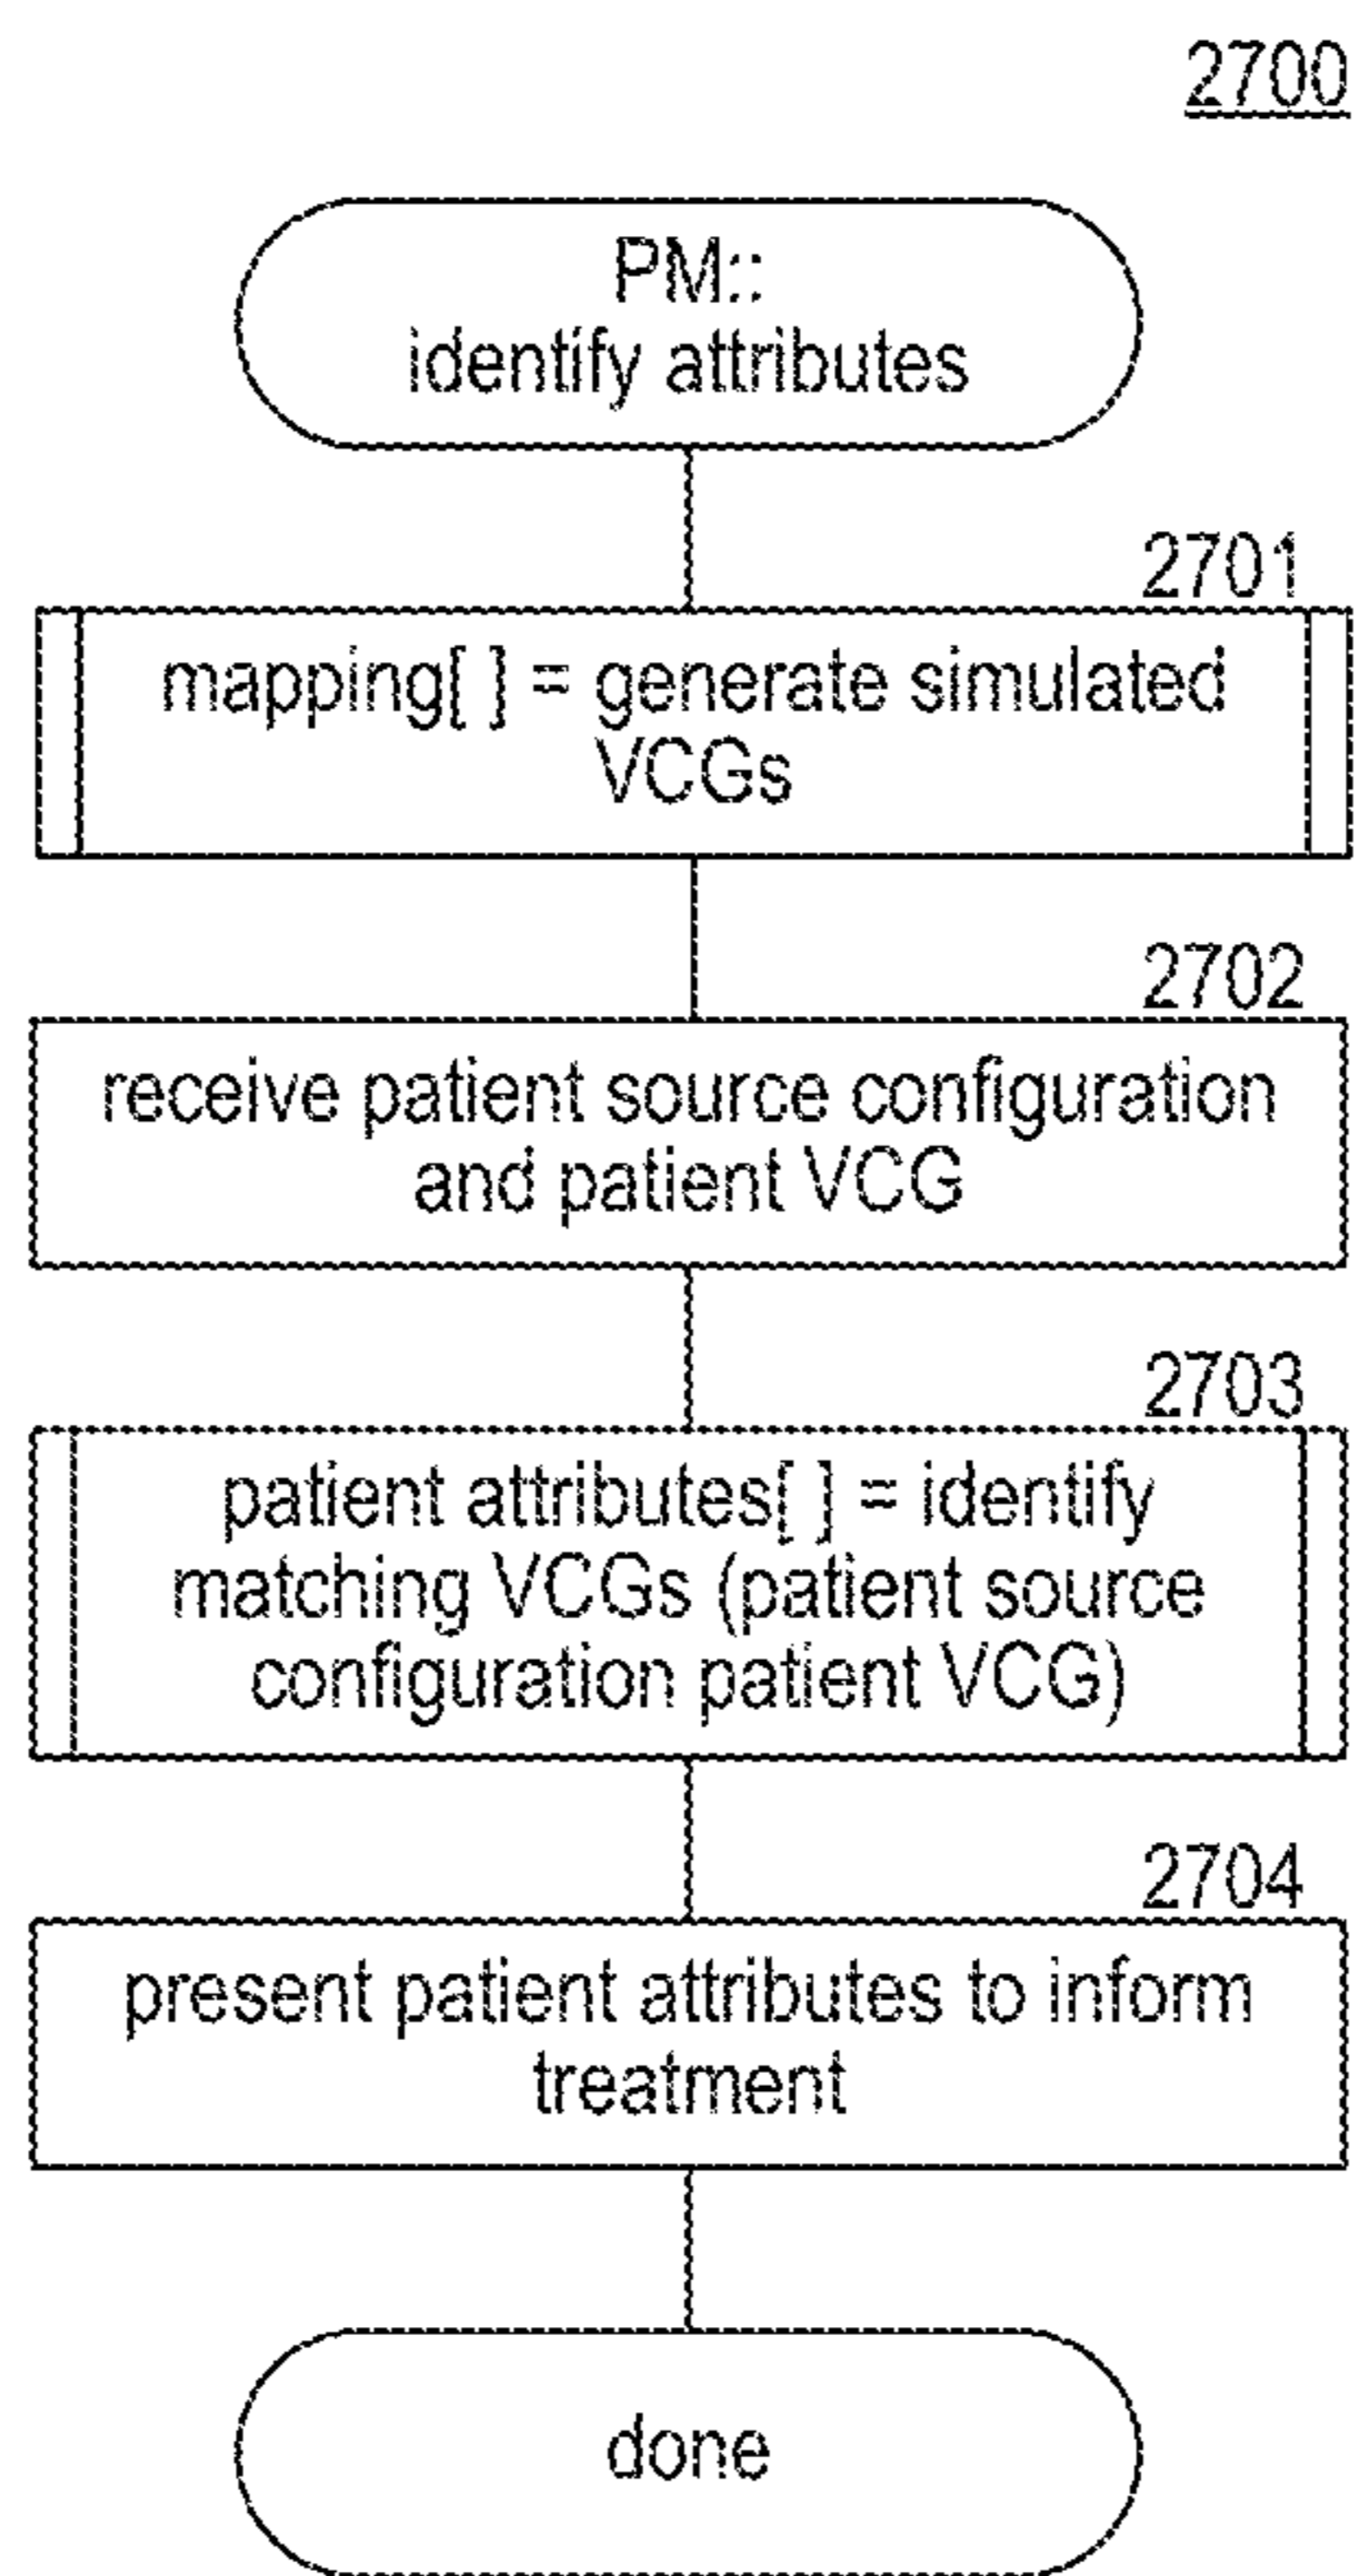 2700
PM::
identify attributes
2701
mapping[ ] = generate simulated
VCGs
2702
receive patient source configuration
and patient VCG
2703
patient attributes[ ] = identify
matching VCGs (patient source
configuration patient VCG)
2704
present patient attributes to inform
treatment
done